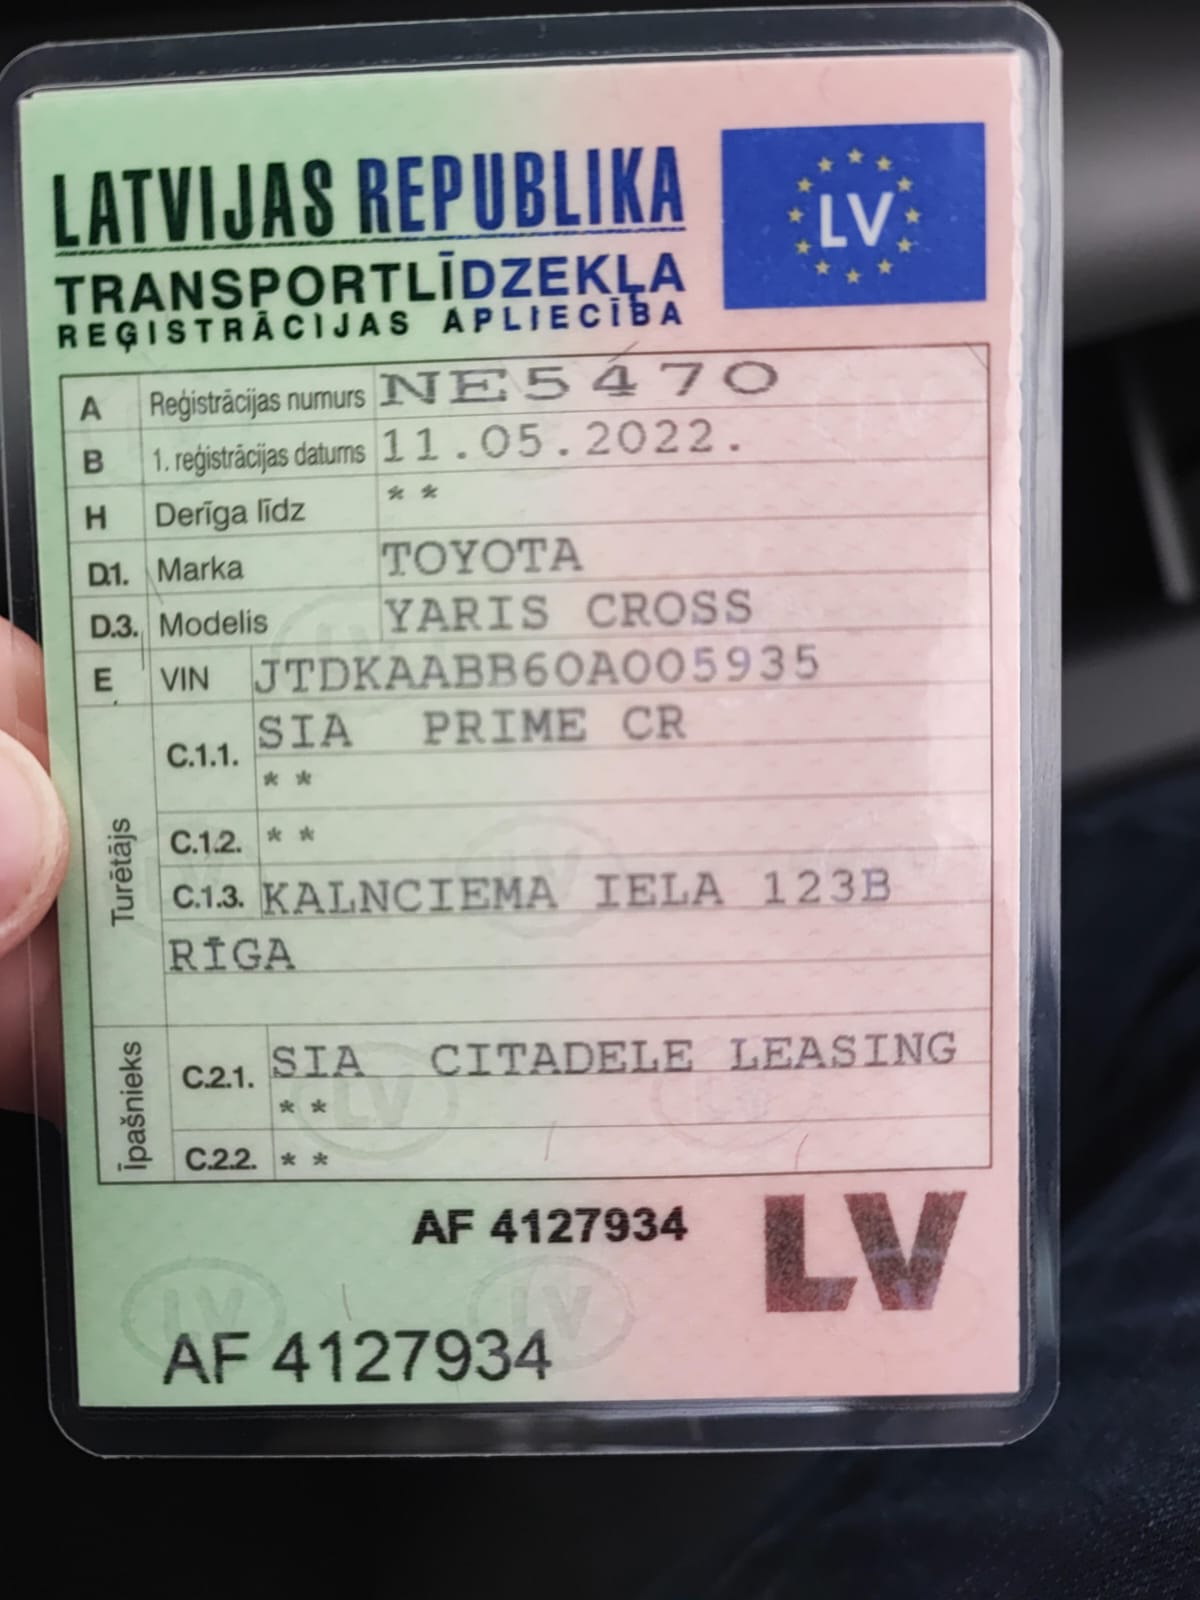 LATVIJAS REPUBLIKA
LV
TRANSPORTLĪDZEKĻA
REĢISTRĀCIJAS APLIECĪBA
A Reģistrācijas numurs NE5470
B 1. reģistrācijas datums 11.05.2022.
H Derīga līdz **
D.1. Marka TOYOTA
D.3. Modelis YARIS CROSS
E VIN JTDKAABB60A005935
Turētājs
C.1.1. SIA PRIME CR
**
C.1.2. **
C.1.3. KALNCIEMA IELA 123B
RĪGA
Īpašnieks
C.2.1. SIA CITADELE LEASING
**
C.2.2. **
AF 4127934
LV
AF 4127934